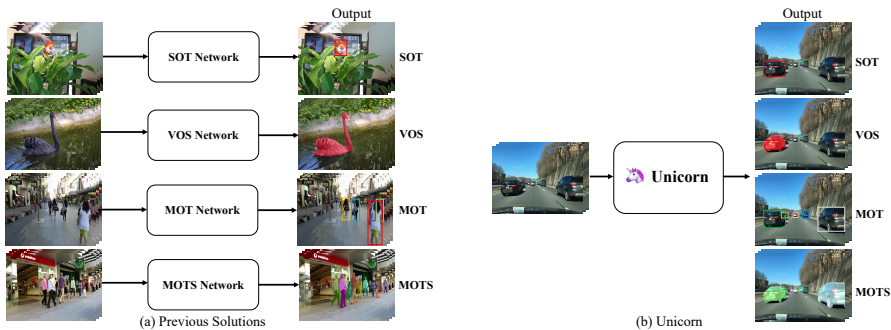 Output
SOT Network
SOT
VOS Network
VOS
MOT Network
MOT
MOTS Network
MOTS
(a) Previous Solutions
Output
SOT
VOS
Unicorn
MOT
MOTS
(b) Unicorn